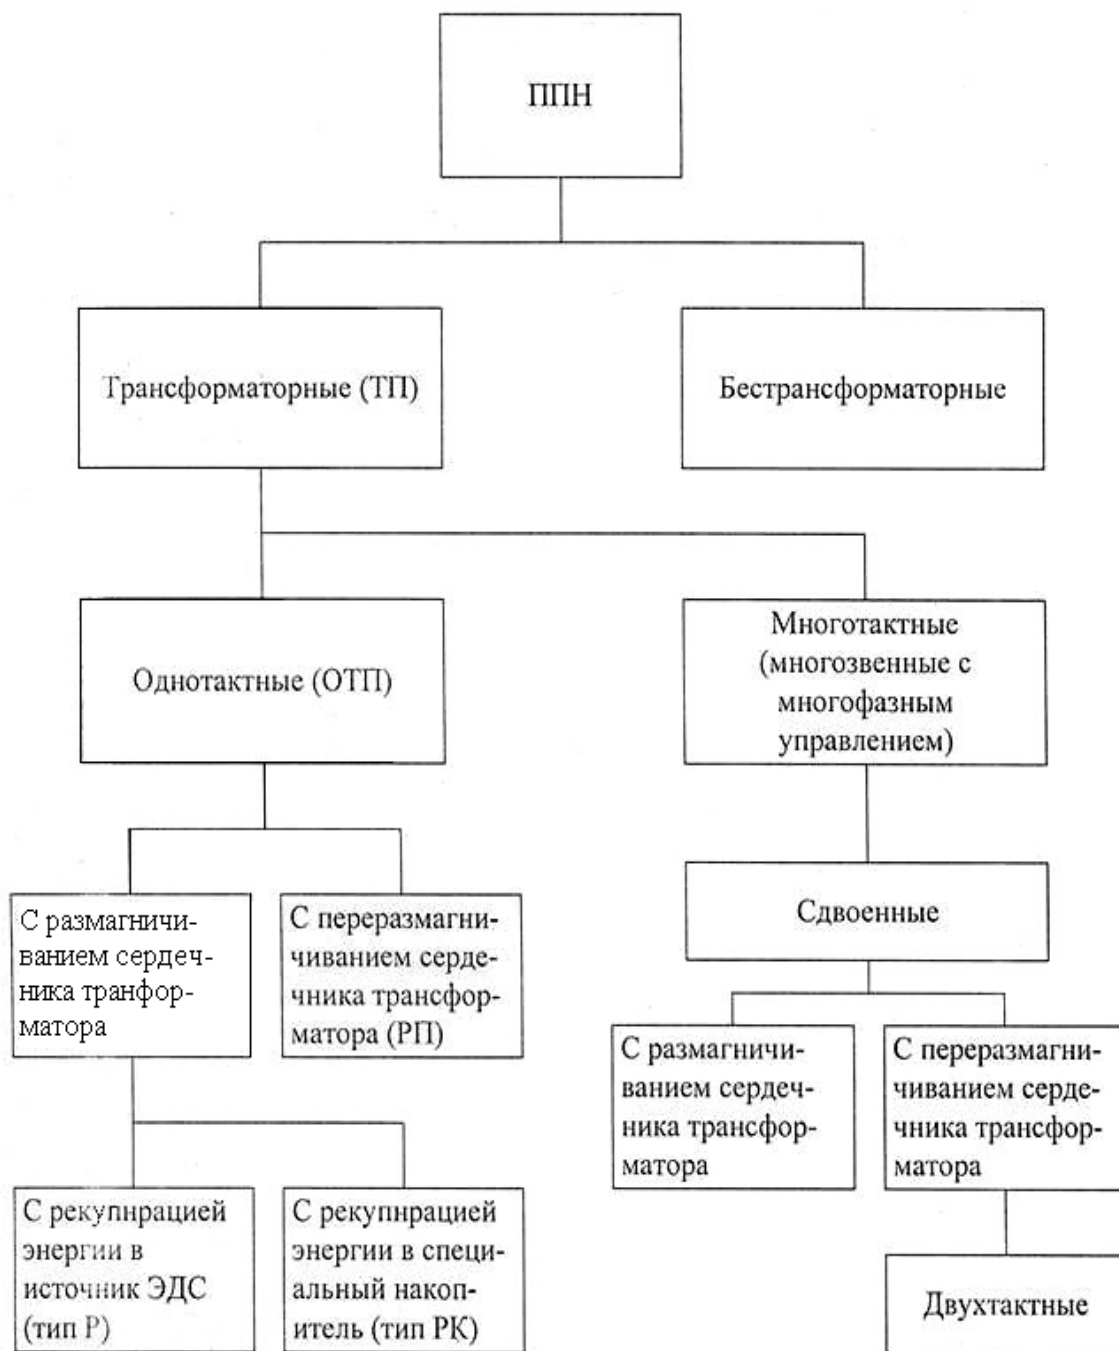 ППН
Трансформаторные (ТП)
Бестрансформаторные
Однотактные (ОТП)
Многотактные
(многозвенные с
многофазным
управлением)
Сдвоенные
С размагничи-
ванием сердеч-
ника транфор-
матора
С переразмагни-
чиванием серде-
чника трансфор-
матора (РП)
С размагничи-
ванием сердеч-
ника трансфор-
матора
С переразмагни-
чиванием серде-
чника трансфор-
матора
С рекупнрацией
энергии в
источник ЭДС
(тип Р)
С рекупнрацией
энергии в специ-
альный накоп-
итель (тип РК)
Двухтактные